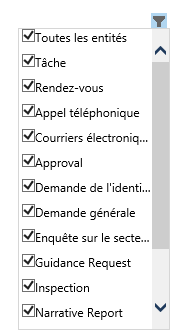 Toutes les entités
Tâche
Rendez-vous
Appel téléphonique
Courriers électroniq...
Approval
Demande de l'identi...
Demande générale
Enquête sur le secte...
Guidance Request
Inspection
Narrative Report